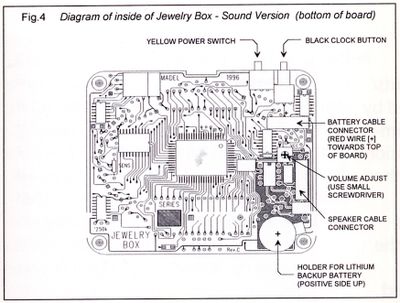 Fig.4 Diagram of inside of Jewelry Box - Sound Version (bottom of board)
YELLOW POWER SWITCH
BLACK CLOCK BUTTON
MADEL 1996
BATTERY CABLE
CONNECTOR
(RED WIRE [+]
TOWARDS TOP
OF BOARD)
SENS
VOLUME ADJUST
(USE SMALL
SCREWDRIVER)
SERIES
SPEAKER CABLE
CONNECTOR
JEWELRY
BOX
Rev.C
HOLDER FOR LITHIUM
BACKUP BATTERY
(POSITIVE SIDE UP)